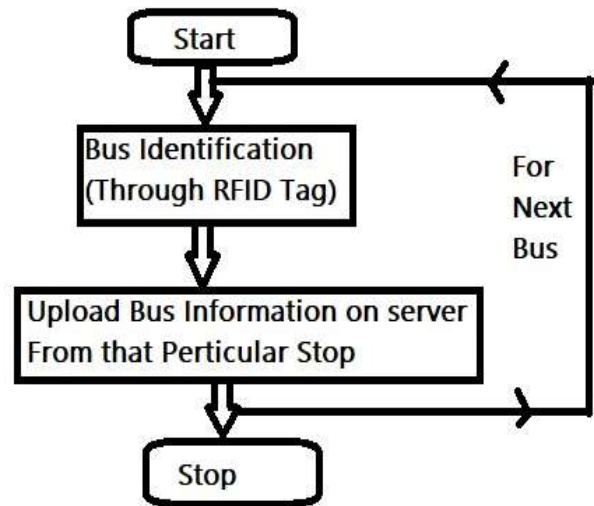 Start
Bus Identification
(Through RFID Tag)
For
Next
Bus
Upload Bus Information on server
From that Perticular Stop
Stop